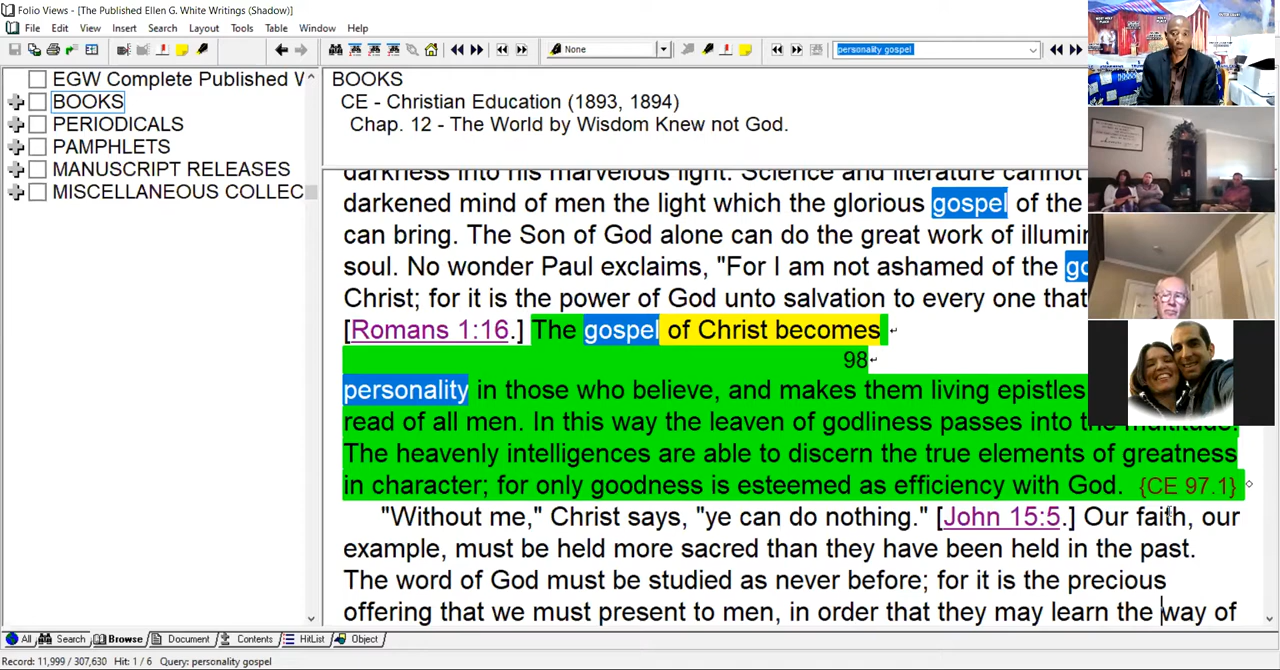 Folio Views - [The Published Ellen G. White Writings (Shadow)]
File Edit View Search Insert Layout Tools Table Window Help
None
personality gospel
EGW Complete Published W
BOOKS
PERIODICALS
PAMPHLETS
MANUSCRIPT RELEASES
MISCELLANEOUS COLLEC
BOOKS
CE - Christian Education (1893, 1894)
Chap. 12 - The World by Wisdom Knew not God.
darkness into his marvelous light. Science and literature cannot
darkened mind of men the light which the glorious gospel of the
can bring. The Son of God alone can do the great work of illumin
soul. No wonder Paul exclaims, "For I am not ashamed of the go
Christ; for it is the power of God unto salvation to every one that
[Romans 1:16.] The gospel of Christ becomes
98
personality in those who believe, and makes them living epistles
read of all men. In this way the leaven of godliness passes into the multitude.
The heavenly intelligences are able to discern the true elements of greatness
in character; for only goodness is esteemed as efficiency with God. {CE 97.1}
"Without me," Christ says, "ye can do nothing." [John 15:5.] Our faith, our
example, must be held more sacred than they have been held in the past.
The word of God must be studied as never before; for it is the precious
offering that we must present to men, in order that they may learn the way of
All Search Browse Document Contents HitList Object
Record: 11,999 / 307,630 Hit: 1 / 6 Query: personality gospel